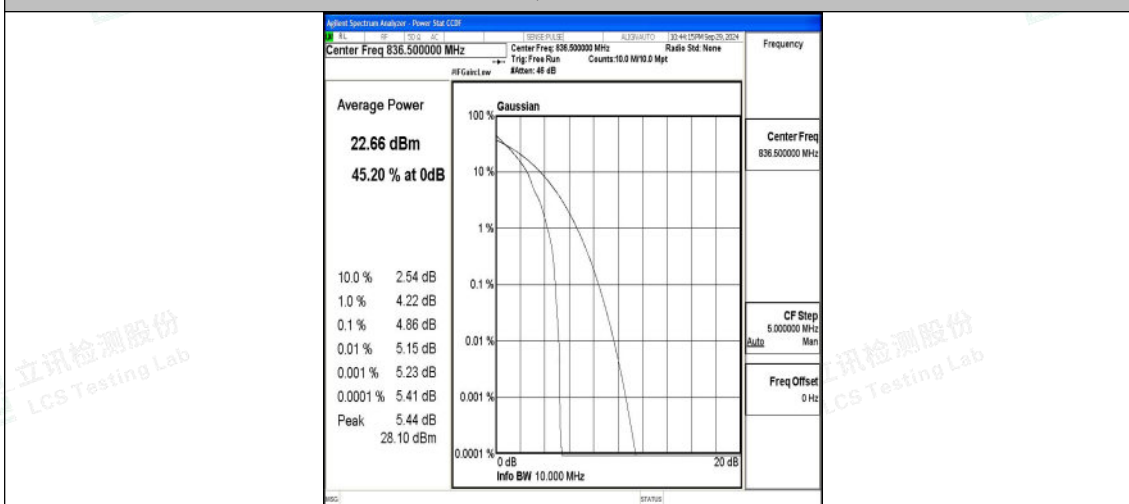 Agilent Spectrum Analyzer - Power Stat CCDF
RL RF 50 Ω AC SENSE:PULSE ALIGNAUTO 10:44:15PM Sep 29, 2024
Center Freq 836.500000 MHz
Center Freq: 836.500000 MHz Radio Std: None
Trig: Free Run Counts:10.0 M/10.0 Mpt
#IFGain:Low #Atten: 46 dB
Frequency
Average Power
22.66 dBm
45.20 % at 0dB
10.0 % 2.54 dB
1.0 % 4.22 dB
0.1 % 4.86 dB
0.01 % 5.15 dB
0.001 % 5.23 dB
0.0001 % 5.41 dB
Peak 5.44 dB
28.10 dBm
Gaussian
100 %
10 %
1 %
0.1 %
0.01 %
0.001 %
0.0001 %
0 dB 20 dB
Info BW 10.000 MHz
Center Freq
836.500000 MHz
CF Step
5.000000 MHz
Auto Man
Freq Offset
0 Hz
MSG STATUS
立讯检测股份
LCS Testing Lab
立讯检测股份
LCS Testing Lab